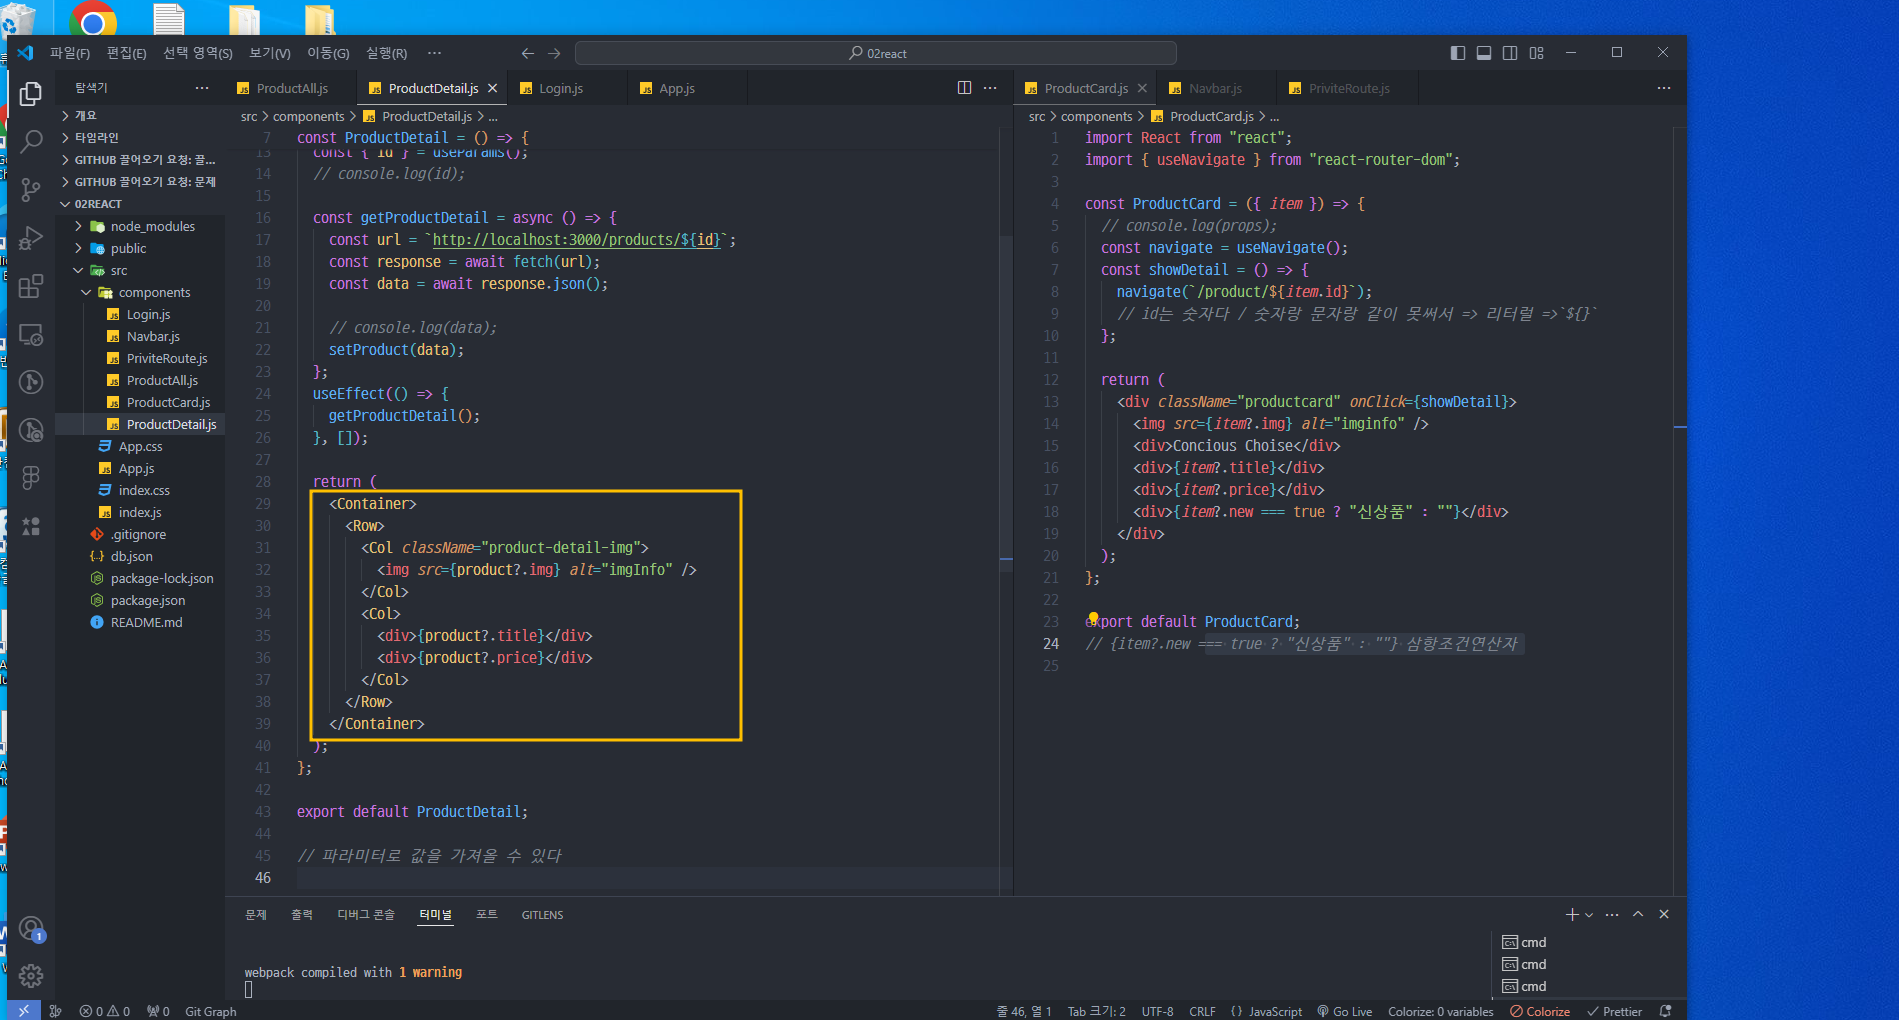 파일(F) 편집(E) 선택 영역(S) 보기(V) 이동(G) 실행(R) ··· 02react
탐색기 ···
개요
타임라인
GITHUB 끌어오기 요청: 끌...
GITHUB 끌어오기 요청: 문제
02REACT
node_modules
public
src
components
Login.js
Navbar.js
PriviteRoute.js
ProductAll.js
ProductCard.js
ProductDetail.js
App.css
App.js
index.css
index.js
.gitignore
db.json
package-lock.json
package.json
README.md
ProductAll.js ProductDetail.js Login.js App.js
src > components > ProductDetail.js > ...
7 const ProductDetail = () => {
13 const { id } = useParams();
14 // console.log(id);
15
16 const getProductDetail = async () => {
17 const url = `http://localhost:3000/products/${id}`;
18 const response = await fetch(url);
19 const data = await response.json();
20
21 // console.log(data);
22 setProduct(data);
23 };
24 useEffect(() => {
25 getProductDetail();
26 }, []);
27
28 return (
29 <Container>
30 <Row>
31 <Col className="product-detail-img">
32 <img src={product?.img} alt="imgInfo" />
33 </Col>
34 <Col>
35 <div>{product?.title}</div>
36 <div>{product?.price}</div>
37 </Col>
38 </Row>
39 </Container>
40 );
41 };
42
43 export default ProductDetail;
44
45 // 파라미터로 값을 가져올 수 있다
46
ProductCard.js Navbar.js PriviteRoute.js
src > components > ProductCard.js > ...
1 import React from "react";
2 import { useNavigate } from "react-router-dom";
3
4 const ProductCard = ({ item }) => {
5 // console.log(props);
6 const navigate = useNavigate();
7 const showDetail = () => {
8 navigate(`/product/${item.id}`);
9 // id는 숫자다 / 숫자랑 문자랑 같이 못써서 => 리터럴 =>`${}`
10 };
11
12 return (
13 <div className="productcard" onClick={showDetail}>
14 <img src={item?.img} alt="imginfo" />
15 <div>Concious Choise</div>
16 <div>{item?.title}</div>
17 <div>{item?.price}</div>
18 <div>{item?.new === true ? "신상품" : ""}</div>
19 </div>
20 );
21 };
22
23 export default ProductCard;
24 // {item?.new === true ? "신상품" : ""} 삼항조건연산자
25
문제 출력 디버그 콘솔 터미널 포트 GITLENS
webpack compiled with 1 warning
cmd
cmd
cmd
1
0 0 0 Git Graph 줄 46, 열 1 Tab 크기: 2 UTF-8 CRLF {} JavaScript Go Live Colorize: 0 variables Colorize Prettier